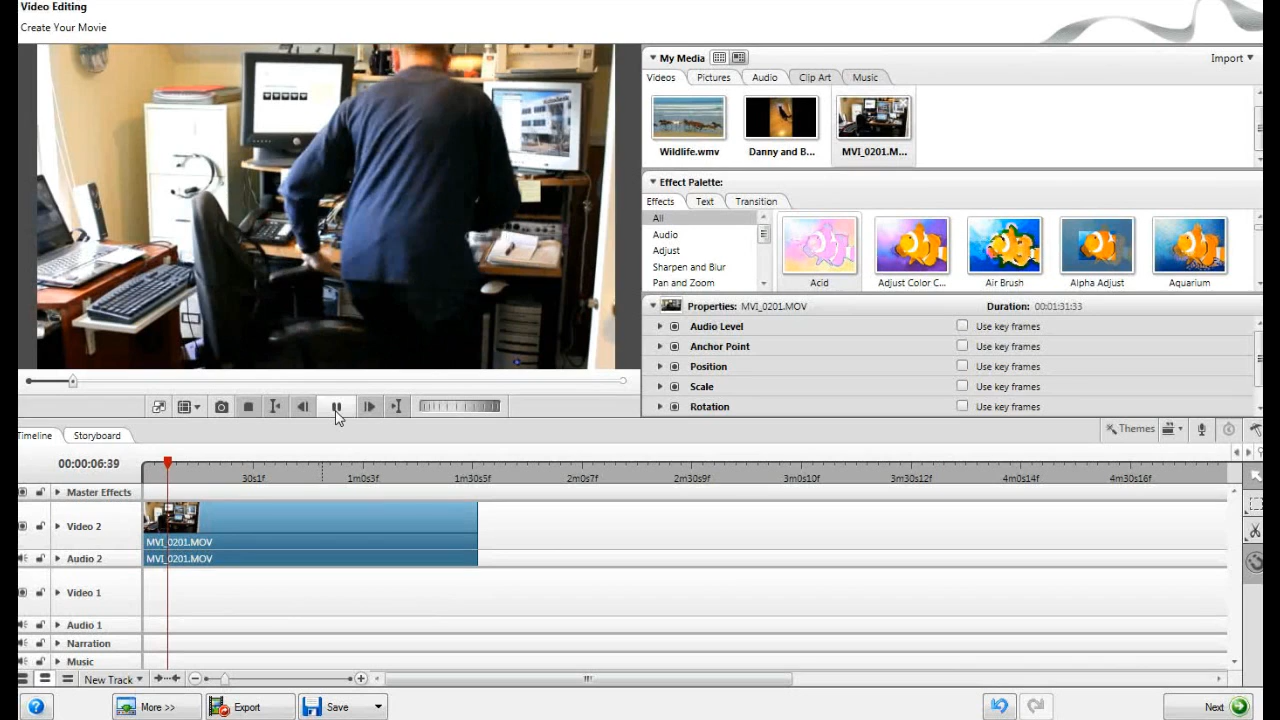 Video Editing
Create Your Movie
My Media
Import
Videos Pictures Audio Clip Art Music
Wildlife.wmv Danny and B... MVI_0201.M...
Effect Palette:
Effects Text Transition
All
Audio
Adjust
Sharpen and Blur
Pan and Zoom
Acid Adjust Color C... Air Brush Alpha Adjust Aquarium
Properties: MVI_0201.MOV Duration: 00:01:31;33
Audio Level Use key frames
Anchor Point Use key frames
Position Use key frames
Scale Use key frames
Rotation Use key frames
Themes
Timeline Storyboard
00:00:06;39
30s1f 1m0s3f 1m30s5f 2m0s7f 2m30s9f 3m0s10f 3m30s12f 4m0s14f 4m30s16f
Master Effects
Video 2
MVI_0201.MOV
Audio 2 MVI_0201.MOV
Video 1
Audio 1
Narration
Music
New Track
More >> Export Save Next